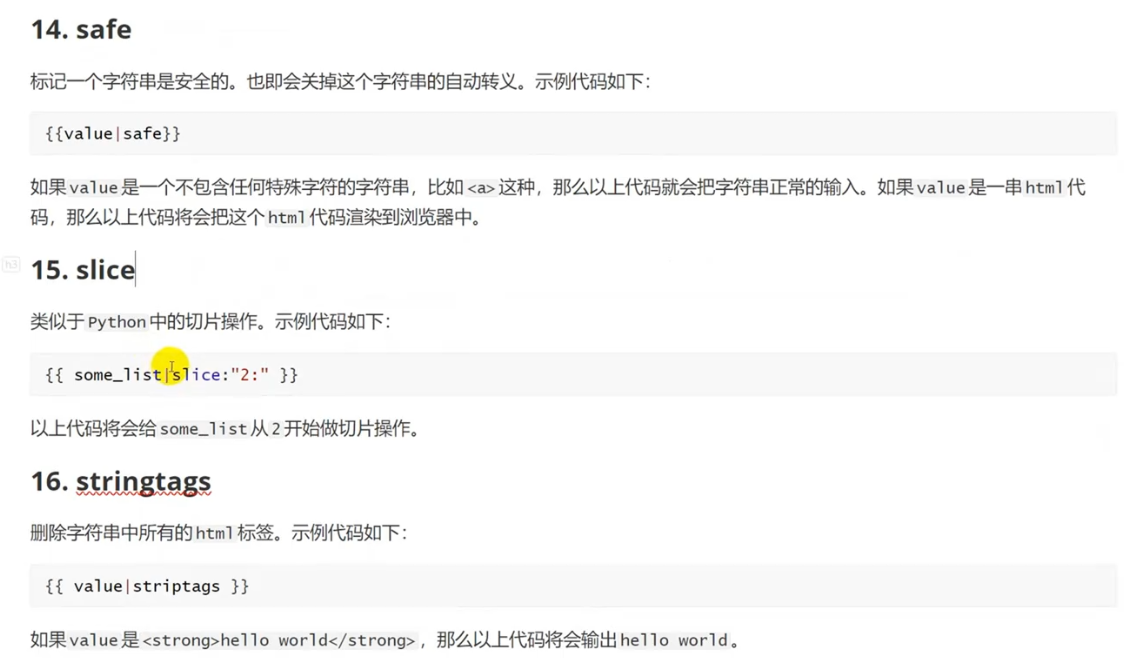 14. safe
标记一个字符串是安全的。也即会关掉这个字符串的自动转义。示例代码如下：
{{value|safe}}
如果value是一个不包含任何特殊字符的字符串，比如<a>这种，那么以上代码就会把字符串正常的输入。如果value是一串html代
码，那么以上代码将会把这个html代码渲染到浏览器中。
h3
15. slice
类似于Python中的切片操作。示例代码如下：
{{ some_list|slice:"2:" }}
以上代码将会给some_list从2开始做切片操作。
16. stringtags
删除字符串中所有的html标签。示例代码如下：
{{ value|striptags }}
如果value是<strong>hello world</strong>，那么以上代码将会输出hello world。